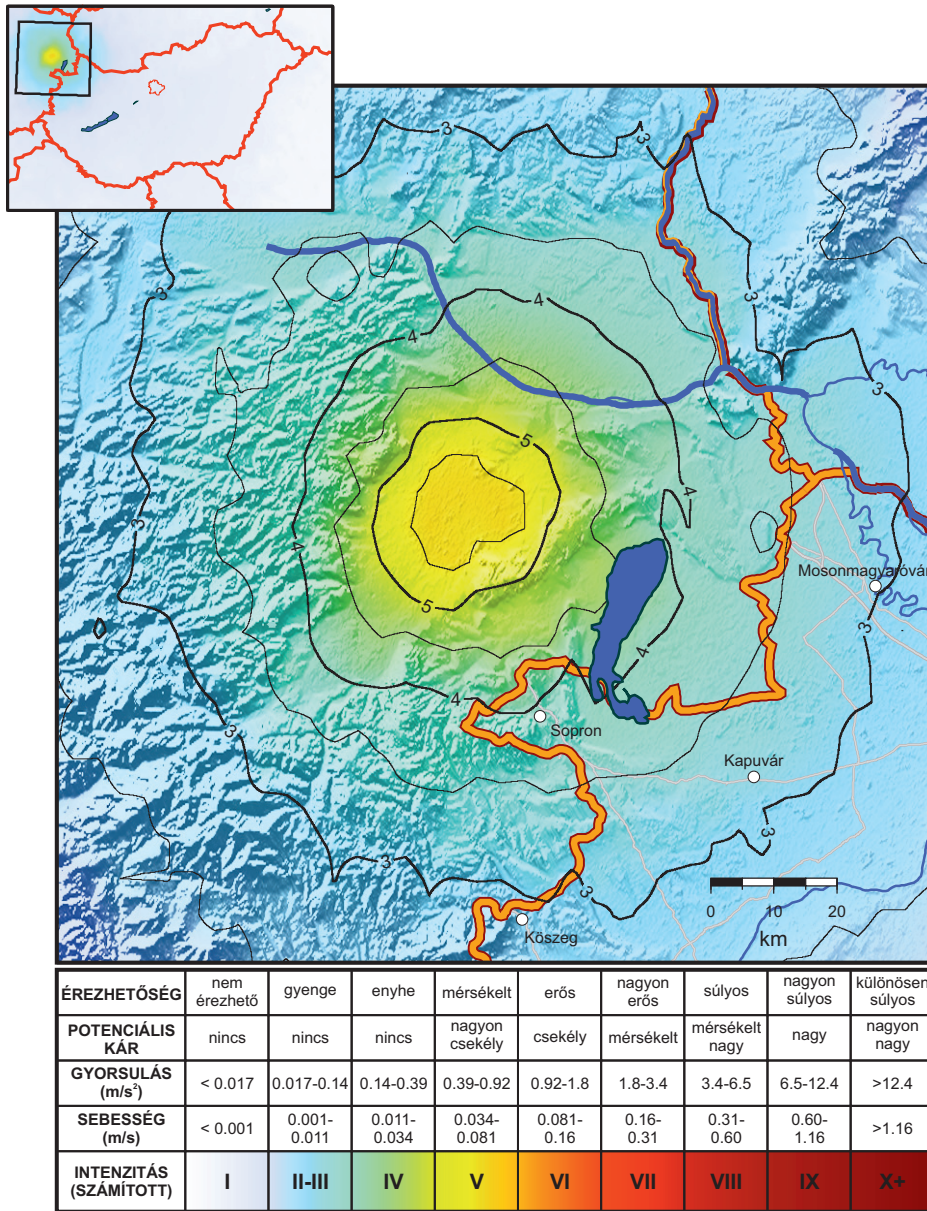 3
3
3
3
4
4
3
3
5
4
4
3
Mosonmagyaróvár
5
3
4
4
Sopron
3
Kapuvár
3
3
3
Köszeg
0 10 20
km
ÉREZHETŐSÉG nem érezhető gyenge enyhe mérsékelt erős nagyon erős súlyos nagyon súlyos különösen súlyos
POTENCIÁLIS KÁR nincs nincs nincs nagyon csekély csekély mérsékelt mérsékelt nagy nagy nagyon nagy
GYORSULÁS (m/s²) < 0.017 0.017-0.14 0.14-0.39 0.39-0.92 0.92-1.8 1.8-3.4 3.4-6.5 6.5-12.4 >12.4
SEBESSÉG (m/s) < 0.001 0.001-0.011 0.011-0.034 0.034-0.081 0.081-0.16 0.16-0.31 0.31-0.60 0.60-1.16 >1.16
INTENZITÁS (SZÁMÍTOTT) I II-III IV V VI VII VIII IX X+